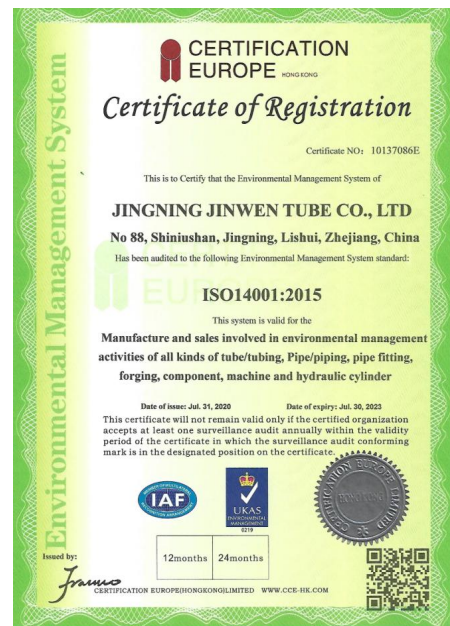 CERTIFICATION
EUROPE HONG KONG
Certificate of Registration
Certificate NO: 10137086E
This is to Certify that the Environmental Management System of
JINGNING JINWEN TUBE CO., LTD
No 88, Shiniushan, Jingning, Lishui, Zhejiang, China
Has been audited to the following Environmental Management System standard:
ISO14001:2015
This system is valid for the
Manufacture and sales involved in environmental management
activities of all kinds of tube/tubing, Pipe/piping, pipe fitting,
forging, component, machine and hydraulic cylinder
Date of issue: Jul. 31, 2020 Date of expiry: Jul. 30, 2023
This certificate will not remain valid only if the certified organization
accepts at least one surveillance audit annually within the validity
period of the certificate in which the surveillance audit conforming
mark is in the designated position on the certificate.
IAF
UKAS
ENVIRONMENTAL
MANAGEMENT
0219
CERTIFICATION EUROPE LIMITED
HONG KONG
Issued by:
12months 24months
CERTIFICATION EUROPE(HONGKONG)LIMITED WWW.CCE-HK.COM
Environmental Management System